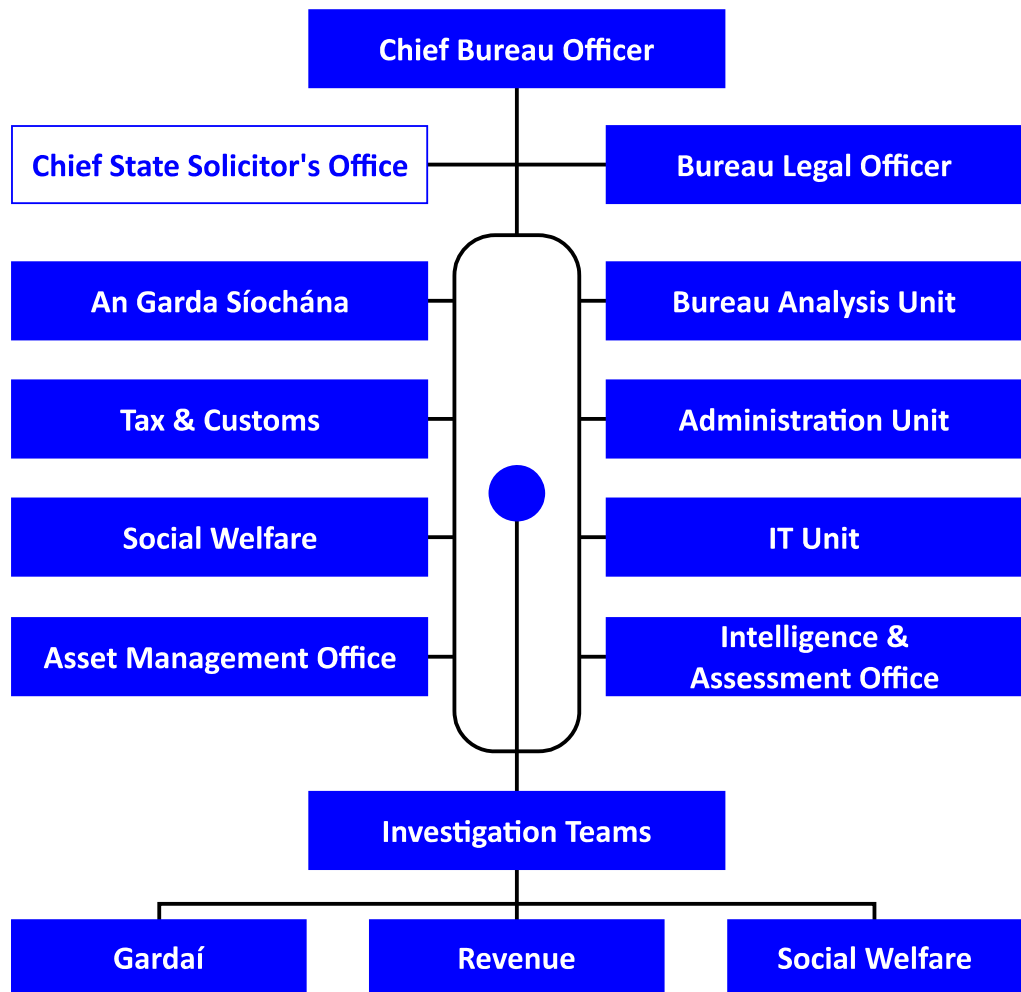 Chief Bureau Officer
Chief State Solicitor's Office
Bureau Legal Officer
An Garda Síochána
Bureau Analysis Unit
Tax & Customs
Administration Unit
Social Welfare
IT Unit
Asset Management Office
Intelligence &
Assessment Office
Investigation Teams
Gardaí
Revenue
Social Welfare